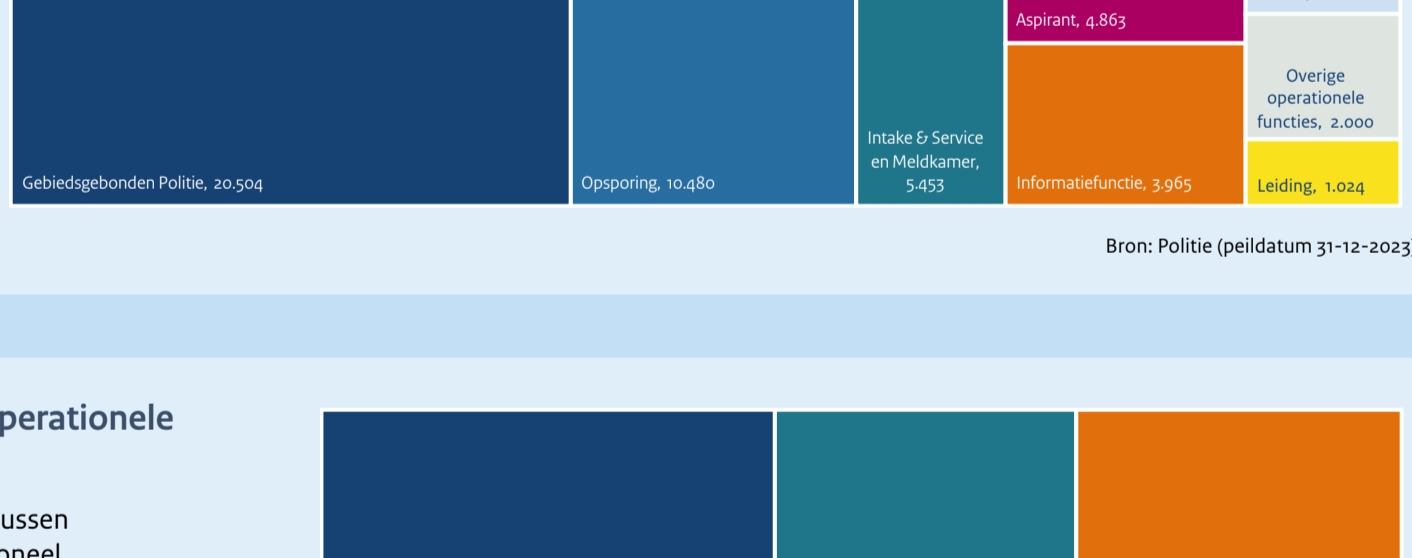 Aspirant, 4.863
Overige
operationele
functies, 2.000
Intake & Service
en Meldkamer,
5.453
Gebiedsgebonden Politie, 20.504
Opsporing, 10.480
Informatiefunctie, 3.965
Leiding, 1.024
Bron: Politie (peildatum 31-12-2023)
perationele
ussen
oneel